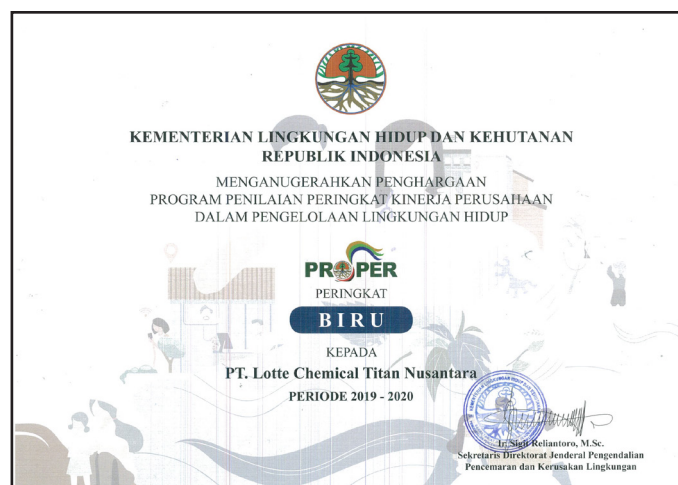 KEMENTERIAN LINGKUNGAN HIDUP DAN KEHUTANAN
REPUBLIK INDONESIA
MENGANUGERAHKAN PENGHARGAAN
PROGRAM PENILAIAN PERINGKAT KINERJA PERUSAHAAN
DALAM PENGELOLAAN LINGKUNGAN HIDUP
PROPER
PERINGKAT
BIRU
KEPADA
PT. Lotte Chemical Titan Nusantara
PERIODE 2019 - 2020
Ir. Sigit Reliantoro, M.Sc.
Sekretaris Direktorat Jenderal Pengendalian
Pencemaran dan Kerusakan Lingkungan